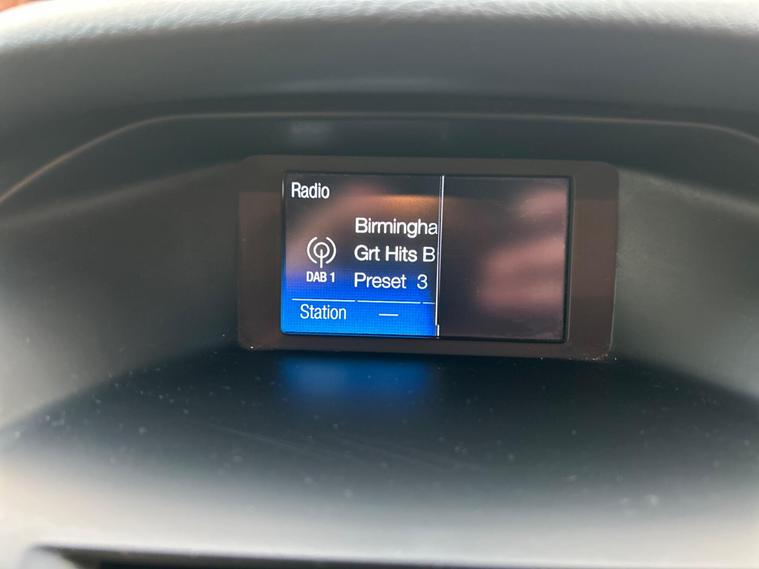 Radio
Birmingha
Grt Hits B
DAB 1
Preset 3
Station